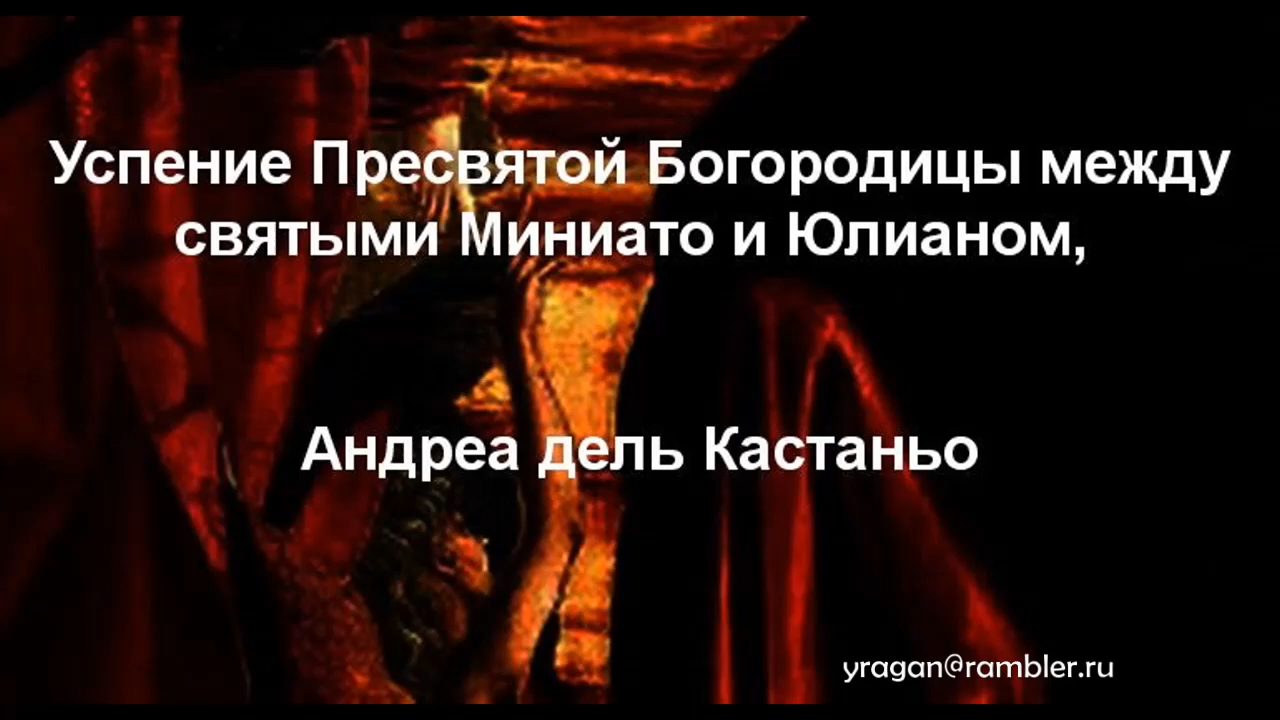 Успение Пресвятой Богородицы между
святыми Миниато и Юлианом,
Андреа дель Кастаньо
yragan@rambler.ru